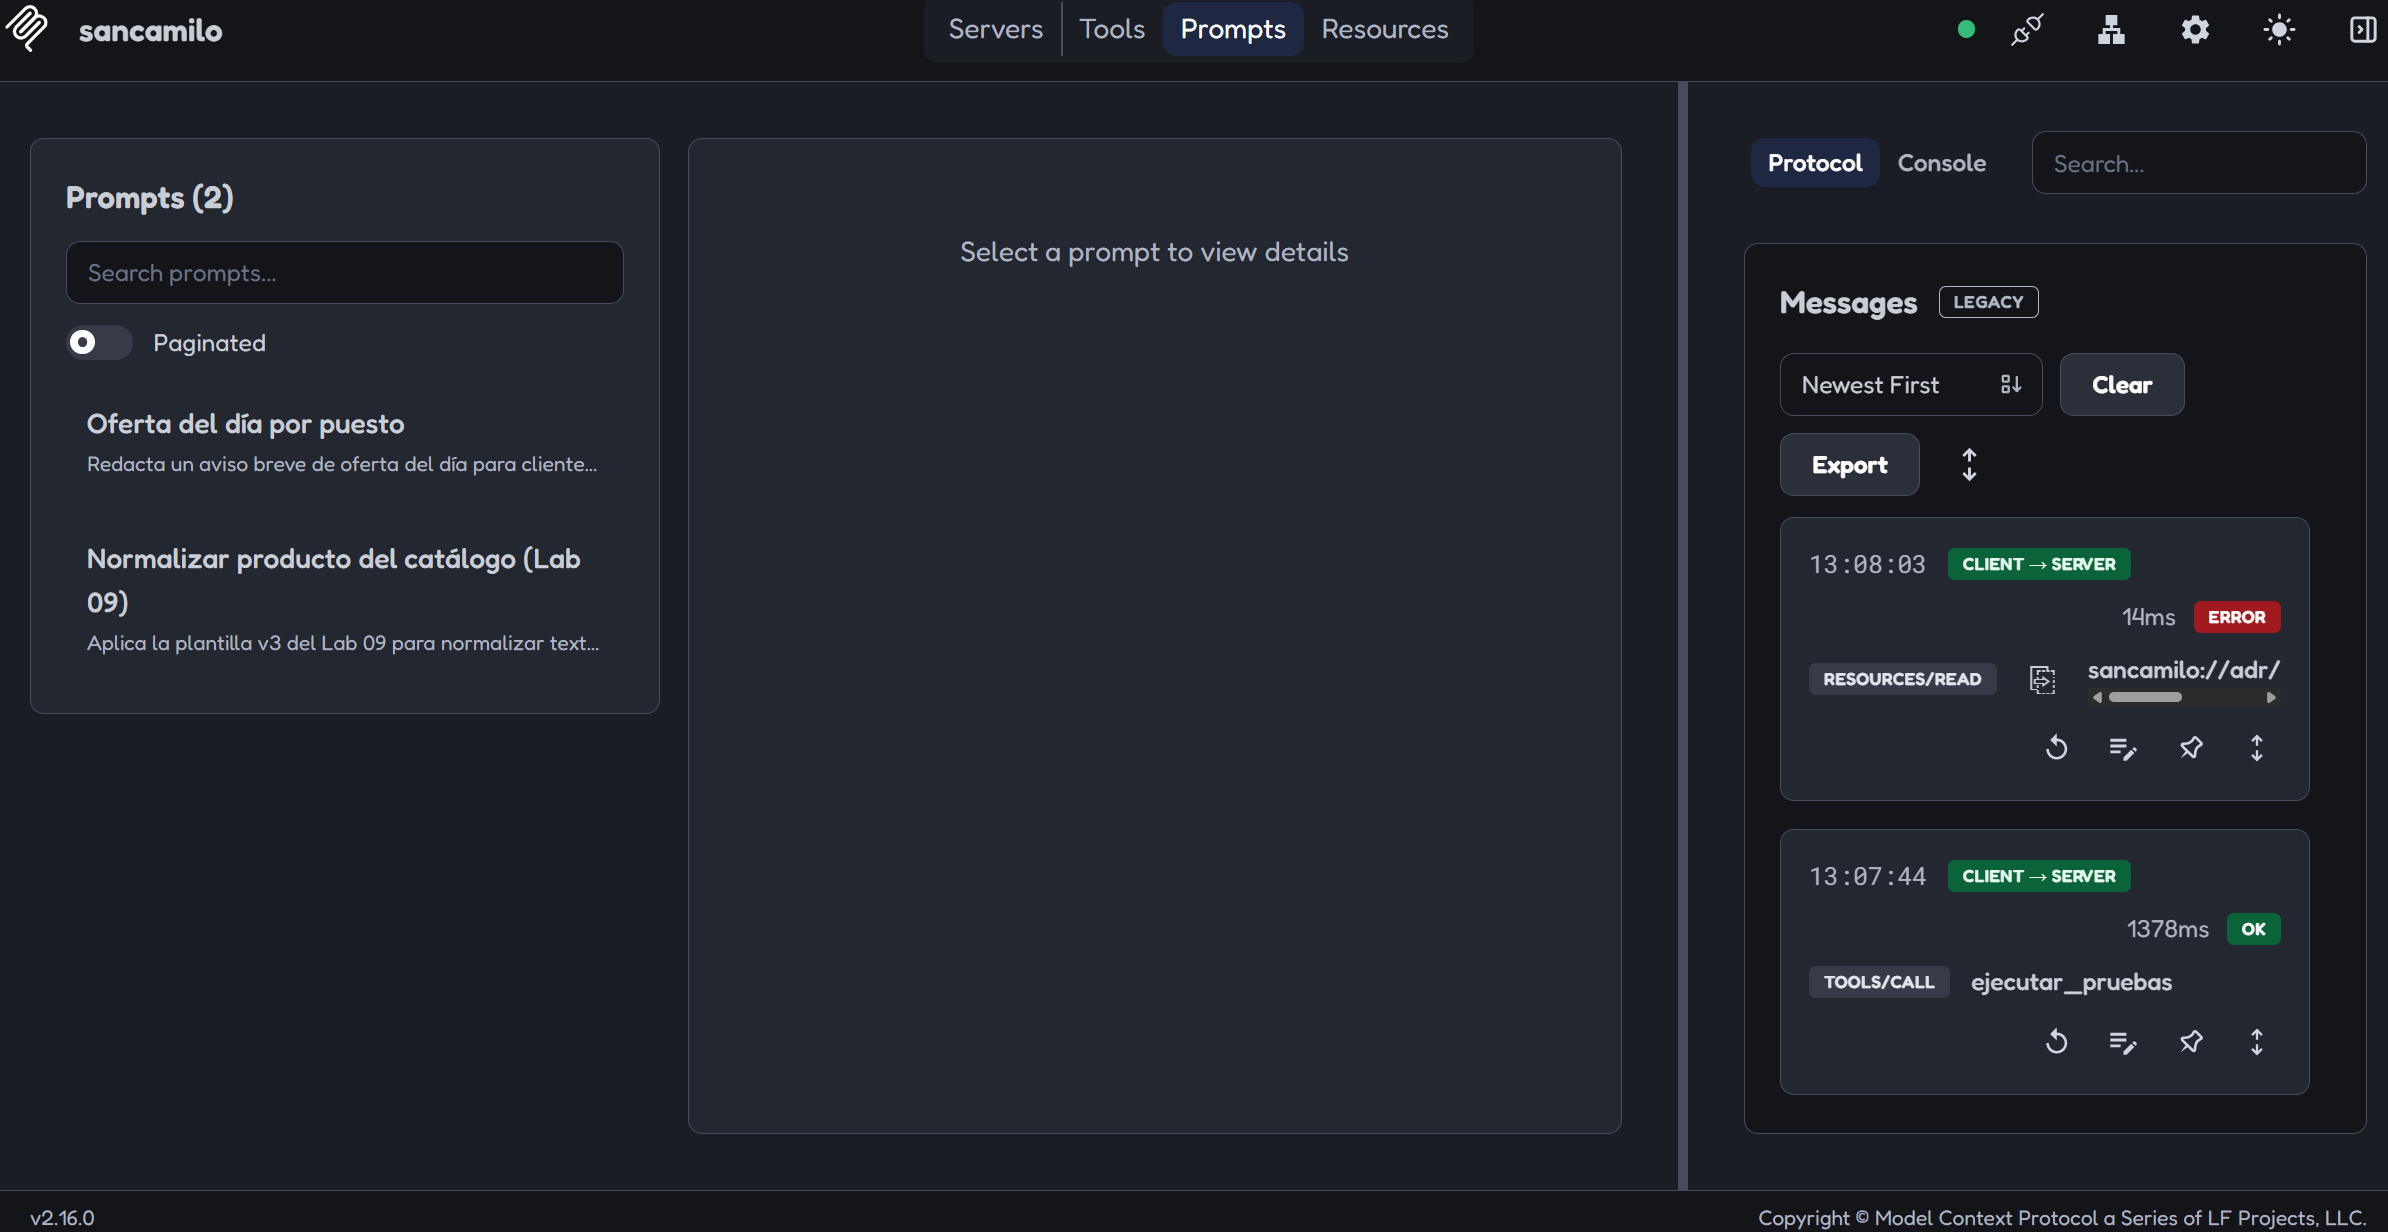 sancamilo
Servers
Tools
Prompts
Resources
Prompts (2)
Search prompts...
Paginated
Oferta del día por puesto
Redacta un aviso breve de oferta del día para cliente...
Normalizar producto del catálogo (Lab
09)
Aplica la plantilla v3 del Lab 09 para normalizar text...
Select a prompt to view details
Protocol
Console
Search...
Messages
LEGACY
Newest First
Clear
Export
13:08:03
CLIENT → SERVER
14ms
ERROR
RESOURCES/READ
sancamilo://adr/
13:07:44
CLIENT → SERVER
1378ms
OK
TOOLS/CALL
ejecutar_pruebas
v2.16.0
Copyright © Model Context Protocol a Series of LF Projects, LLC.